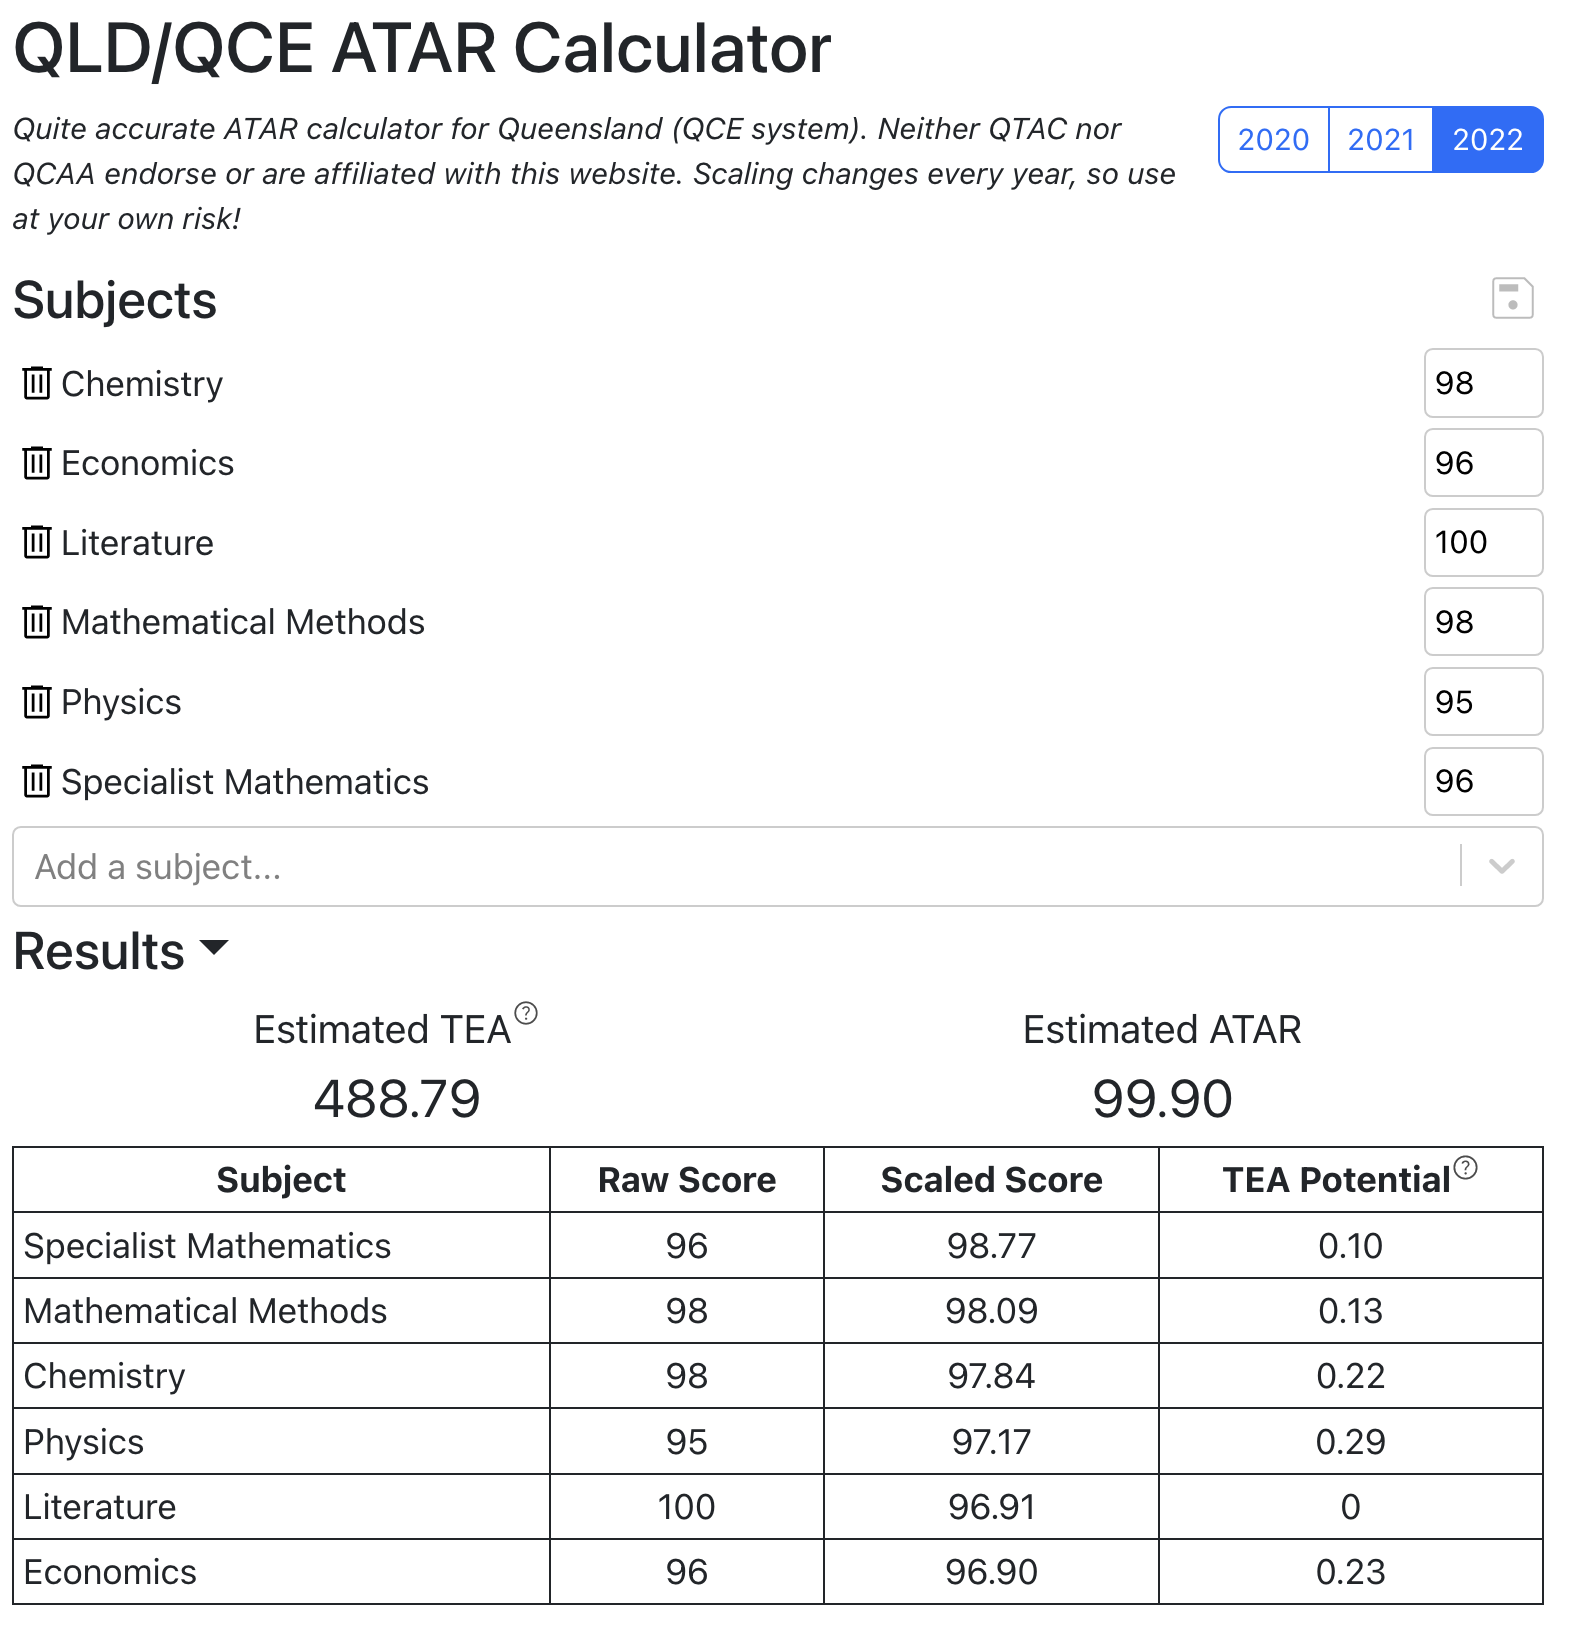 QLD/QCE ATAR Calculator
Quite accurate ATAR calculator for Queensland (QCE system). Neither QTAC nor
QCAA endorse or are affiliated with this website. Scaling changes every year, so use
at your own risk!
2020 2021 2022
Subjects
Chemistry 98
Economics 96
Literature 100
Mathematical Methods 98
Physics 95
Specialist Mathematics 96
Add a subject...
Results
Estimated TEA ? Estimated ATAR
488.79 99.90
Subject Raw Score Scaled Score TEA Potential ?
Specialist Mathematics 96 98.77 0.10
Mathematical Methods 98 98.09 0.13
Chemistry 98 97.84 0.22
Physics 95 97.17 0.29
Literature 100 96.91 0
Economics 96 96.90 0.23